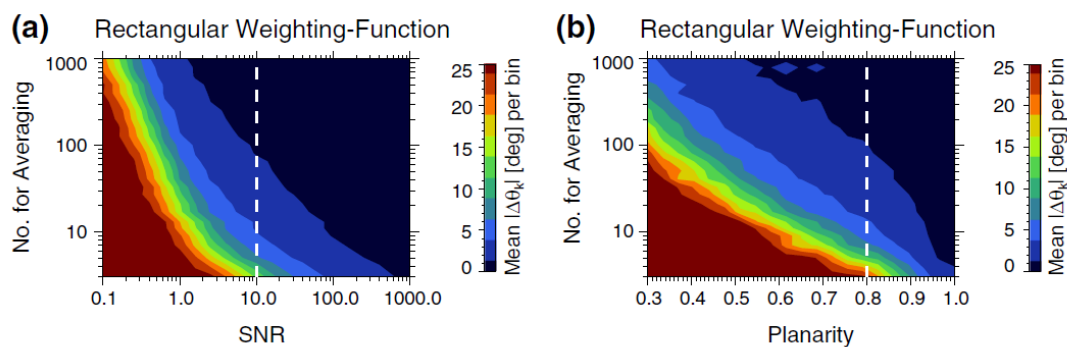 (a) Rectangular Weighting-Function
No. for Averaging
1000
100
10
0.1 1.0 10.0 100.0 1000.0
SNR
25
20
15
10
5
0
Mean |Δθk| [deg] per bin
(b) Rectangular Weighting-Function
No. for Averaging
1000
100
10
0.3 0.4 0.5 0.6 0.7 0.8 0.9 1.0
Planarity
25
20
15
10
5
0
Mean |Δθk| [deg] per bin